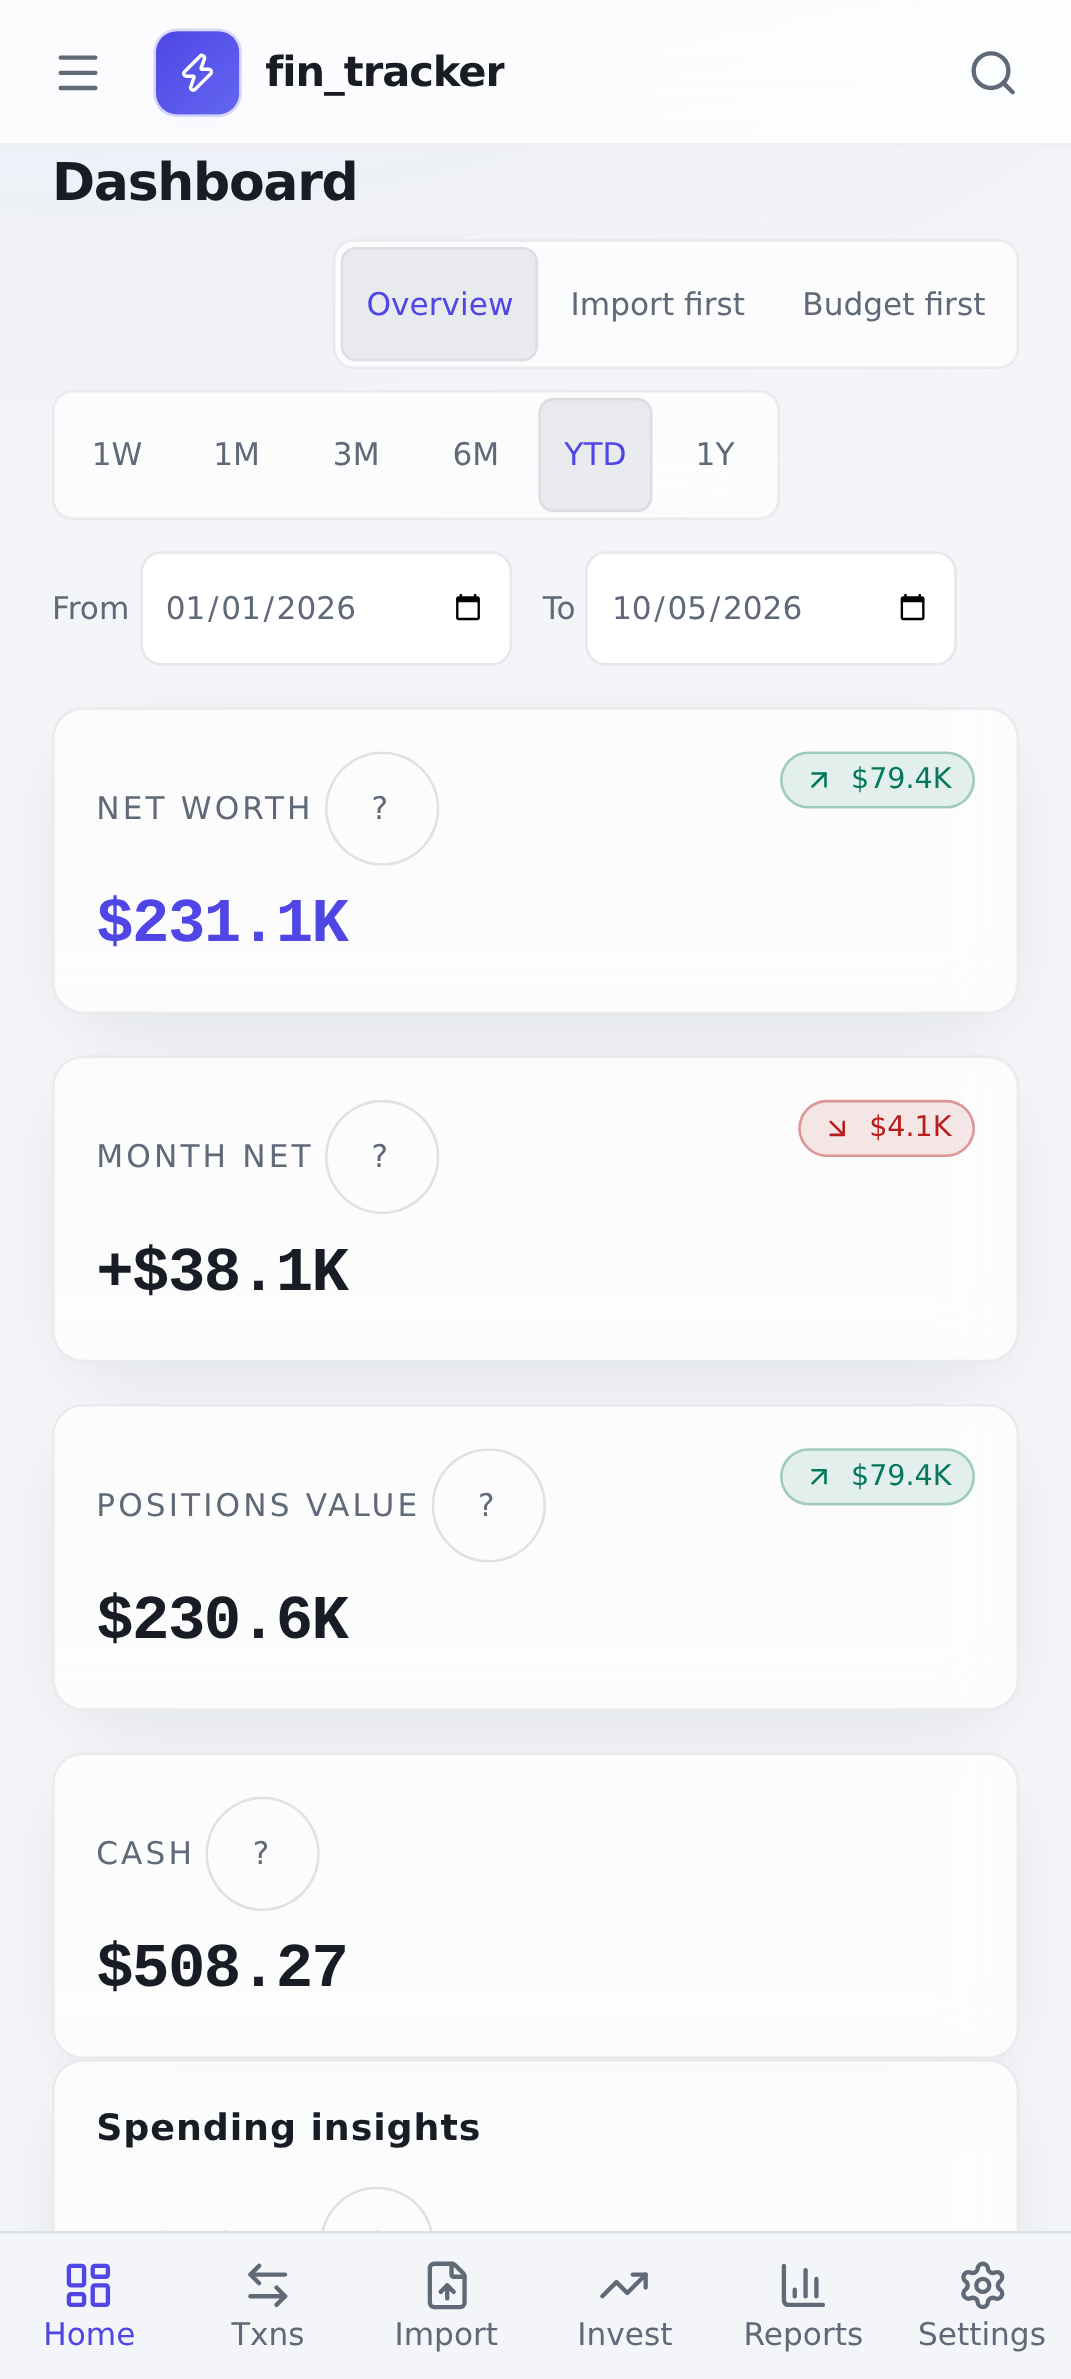 fin_tracker
Dashboard
Overview Import first Budget first
1W 1M 3M 6M YTD 1Y
From 01/01/2026 To 10/05/2026
NET WORTH ? $79.4K
$231.1K
MONTH NET ? $4.1K
+$38.1K
POSITIONS VALUE ? $79.4K
$230.6K
CASH ?
$508.27
Spending insights
Home Txns Import Invest Reports Settings